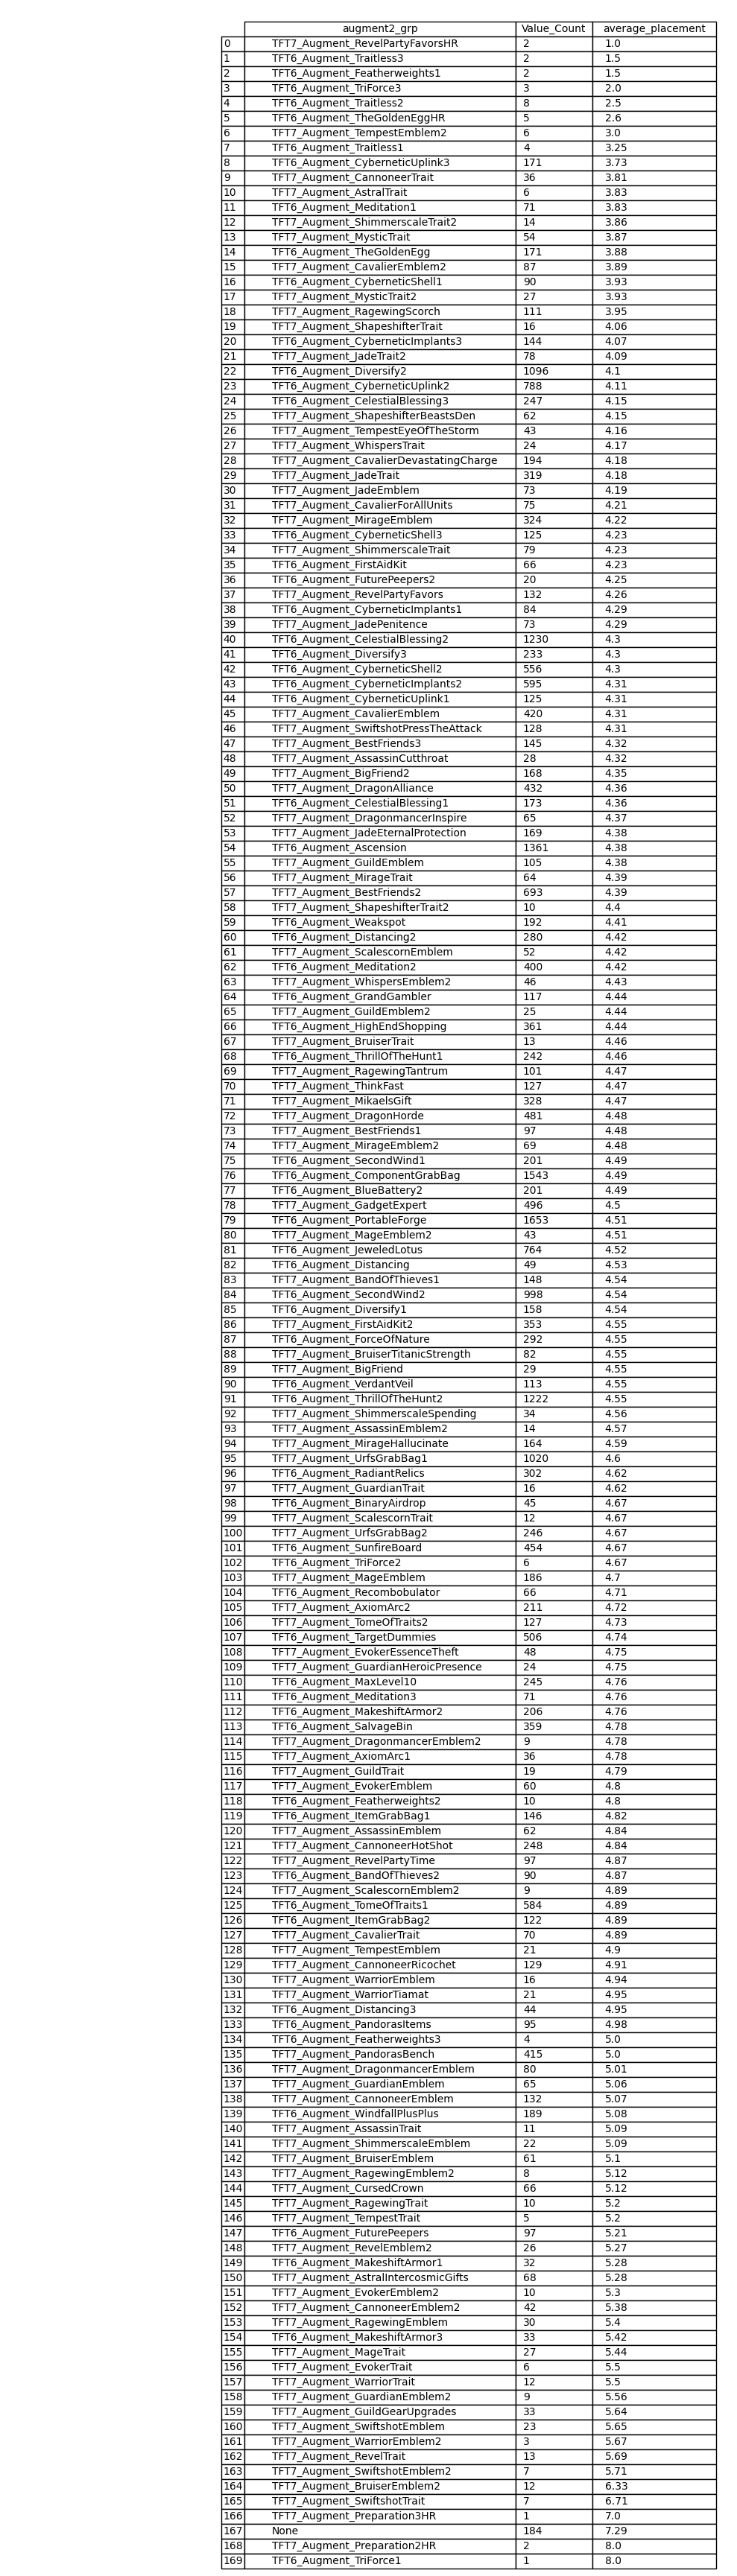 augment2_grp Value_Count average_placement
0 TFT7_Augment_RevelPartyFavorsHR 2 1.0
1 TFT6_Augment_Traitless3 2 1.5
2 TFT6_Augment_Featherweights1 2 1.5
3 TFT6_Augment_TriForce3 3 2.0
4 TFT6_Augment_Traitless2 8 2.5
5 TFT6_Augment_TheGoldenEggHR 5 2.6
6 TFT7_Augment_TempestEmblem2 6 3.0
7 TFT6_Augment_Traitless1 4 3.25
8 TFT6_Augment_CyberneticUplink3 171 3.73
9 TFT7_Augment_CannoneerTrait 36 3.81
10 TFT7_Augment_AstralTrait 6 3.83
11 TFT6_Augment_Meditation1 71 3.83
12 TFT7_Augment_ShimmerscaleTrait2 14 3.86
13 TFT7_Augment_MysticTrait 54 3.87
14 TFT6_Augment_TheGoldenEgg 171 3.88
15 TFT7_Augment_CavalierEmblem2 87 3.89
16 TFT6_Augment_CyberneticShell1 90 3.93
17 TFT7_Augment_MysticTrait2 27 3.93
18 TFT7_Augment_RagewingScorch 111 3.95
19 TFT7_Augment_ShapeshifterTrait 16 4.06
20 TFT6_Augment_CyberneticImplants3 144 4.07
21 TFT7_Augment_JadeTrait2 78 4.09
22 TFT6_Augment_Diversify2 1096 4.1
23 TFT6_Augment_CyberneticUplink2 788 4.11
24 TFT6_Augment_CelestialBlessing3 247 4.15
25 TFT7_Augment_ShapeshifterBeastsDen 62 4.15
26 TFT7_Augment_TempestEyeOfTheStorm 43 4.16
27 TFT7_Augment_WhispersTrait 24 4.17
28 TFT7_Augment_CavalierDevastatingCharge 194 4.18
29 TFT7_Augment_JadeTrait 319 4.18
30 TFT7_Augment_JadeEmblem 73 4.19
31 TFT7_Augment_CavalierForAllUnits 75 4.21
32 TFT7_Augment_MirageEmblem 324 4.22
33 TFT6_Augment_CyberneticShell3 125 4.23
34 TFT7_Augment_ShimmerscaleTrait 79 4.23
35 TFT6_Augment_FirstAidKit 66 4.23
36 TFT6_Augment_FuturePeepers2 20 4.25
37 TFT7_Augment_RevelPartyFavors 132 4.26
38 TFT6_Augment_CyberneticImplants1 84 4.29
39 TFT7_Augment_JadePenitence 73 4.29
40 TFT6_Augment_CelestialBlessing2 1230 4.3
41 TFT6_Augment_Diversify3 233 4.3
42 TFT6_Augment_CyberneticShell2 556 4.3
43 TFT6_Augment_CyberneticImplants2 595 4.31
44 TFT6_Augment_CyberneticUplink1 125 4.31
45 TFT7_Augment_CavalierEmblem 420 4.31
46 TFT7_Augment_SwiftshotPressTheAttack 128 4.31
47 TFT7_Augment_BestFriends3 145 4.32
48 TFT7_Augment_AssassinCutthroat 28 4.32
49 TFT7_Augment_BigFriend2 168 4.35
50 TFT7_Augment_DragonAlliance 432 4.36
51 TFT6_Augment_CelestialBlessing1 173 4.36
52 TFT7_Augment_DragonmancerInspire 65 4.37
53 TFT7_Augment_JadeEternalProtection 169 4.38
54 TFT6_Augment_Ascension 1361 4.38
55 TFT7_Augment_GuildEmblem 105 4.38
56 TFT7_Augment_MirageTrait 64 4.39
57 TFT7_Augment_BestFriends2 693 4.39
58 TFT7_Augment_ShapeshifterTrait2 10 4.4
59 TFT6_Augment_Weakspot 192 4.41
60 TFT6_Augment_Distancing2 280 4.42
61 TFT7_Augment_ScalescornEmblem 52 4.42
62 TFT6_Augment_Meditation2 400 4.42
63 TFT7_Augment_WhispersEmblem2 46 4.43
64 TFT6_Augment_GrandGambler 117 4.44
65 TFT7_Augment_GuildEmblem2 25 4.44
66 TFT6_Augment_HighEndShopping 361 4.44
67 TFT7_Augment_BruiserTrait 13 4.46
68 TFT6_Augment_ThrillOfTheHunt1 242 4.46
69 TFT7_Augment_RagewingTantrum 101 4.47
70 TFT7_Augment_ThinkFast 127 4.47
71 TFT7_Augment_MikaelsGift 328 4.47
72 TFT7_Augment_DragonHorde 481 4.48
73 TFT7_Augment_BestFriends1 97 4.48
74 TFT7_Augment_MirageEmblem2 69 4.48
75 TFT6_Augment_SecondWind1 201 4.49
76 TFT6_Augment_ComponentGrabBag 1543 4.49
77 TFT6_Augment_BlueBattery2 201 4.49
78 TFT7_Augment_GadgetExpert 496 4.5
79 TFT6_Augment_PortableForge 1653 4.51
80 TFT7_Augment_MageEmblem2 43 4.51
81 TFT6_Augment_JeweledLotus 764 4.52
82 TFT6_Augment_Distancing 49 4.53
83 TFT7_Augment_BandOfThieves1 148 4.54
84 TFT6_Augment_SecondWind2 998 4.54
85 TFT6_Augment_Diversify1 158 4.54
86 TFT7_Augment_FirstAidKit2 353 4.55
87 TFT6_Augment_ForceOfNature 292 4.55
88 TFT7_Augment_BruiserTitanicStrength 82 4.55
89 TFT7_Augment_BigFriend 29 4.55
90 TFT6_Augment_VerdantVeil 113 4.55
91 TFT6_Augment_ThrillOfTheHunt2 1222 4.55
92 TFT7_Augment_ShimmerscaleSpending 34 4.56
93 TFT7_Augment_AssassinEmblem2 14 4.57
94 TFT7_Augment_MirageHallucinate 164 4.59
95 TFT7_Augment_UrfsGrabBag1 1020 4.6
96 TFT6_Augment_RadiantRelics 302 4.62
97 TFT7_Augment_GuardianTrait 16 4.62
98 TFT6_Augment_BinaryAirdrop 45 4.67
99 TFT7_Augment_ScalescornTrait 12 4.67
100 TFT7_Augment_UrfsGrabBag2 246 4.67
101 TFT6_Augment_SunfireBoard 454 4.67
102 TFT6_Augment_TriForce2 6 4.67
103 TFT7_Augment_MageEmblem 186 4.7
104 TFT6_Augment_Recombobulator 66 4.71
105 TFT7_Augment_AxiomArc2 211 4.72
106 TFT7_Augment_TomeOfTraits2 127 4.73
107 TFT6_Augment_TargetDummies 506 4.74
108 TFT7_Augment_EvokerEssenceTheft 48 4.75
109 TFT7_Augment_GuardianHeroicPresence 24 4.75
110 TFT6_Augment_MaxLevel10 245 4.76
111 TFT6_Augment_Meditation3 71 4.76
112 TFT6_Augment_MakeshiftArmor2 206 4.76
113 TFT6_Augment_SalvageBin 359 4.78
114 TFT7_Augment_DragonmancerEmblem2 9 4.78
115 TFT7_Augment_AxiomArc1 36 4.78
116 TFT7_Augment_GuildTrait 19 4.79
117 TFT7_Augment_EvokerEmblem 60 4.8
118 TFT6_Augment_Featherweights2 10 4.8
119 TFT6_Augment_ItemGrabBag1 146 4.82
120 TFT7_Augment_AssassinEmblem 62 4.84
121 TFT7_Augment_CannoneerHotShot 248 4.84
122 TFT7_Augment_RevelPartyTime 97 4.87
123 TFT6_Augment_BandOfThieves2 90 4.87
124 TFT7_Augment_ScalescornEmblem2 9 4.89
125 TFT6_Augment_TomeOfTraits1 584 4.89
126 TFT6_Augment_ItemGrabBag2 122 4.89
127 TFT7_Augment_CavalierTrait 70 4.89
128 TFT7_Augment_TempestEmblem 21 4.9
129 TFT7_Augment_CannoneerRicochet 129 4.91
130 TFT7_Augment_WarriorEmblem 16 4.94
131 TFT7_Augment_WarriorTiamat 21 4.95
132 TFT6_Augment_Distancing3 44 4.95
133 TFT6_Augment_PandorasItems 95 4.98
134 TFT6_Augment_Featherweights3 4 5.0
135 TFT7_Augment_PandorasBench 415 5.0
136 TFT7_Augment_DragonmancerEmblem 80 5.01
137 TFT7_Augment_GuardianEmblem 65 5.06
138 TFT7_Augment_CannoneerEmblem 132 5.07
139 TFT6_Augment_WindfallPlusPlus 189 5.08
140 TFT7_Augment_AssassinTrait 11 5.09
141 TFT7_Augment_ShimmerscaleEmblem 22 5.09
142 TFT7_Augment_BruiserEmblem 61 5.1
143 TFT7_Augment_RagewingEmblem2 8 5.12
144 TFT7_Augment_CursedCrown 66 5.12
145 TFT7_Augment_RagewingTrait 10 5.2
146 TFT7_Augment_TempestTrait 5 5.2
147 TFT6_Augment_FuturePeepers 97 5.21
148 TFT7_Augment_RevelEmblem2 26 5.27
149 TFT6_Augment_MakeshiftArmor1 32 5.28
150 TFT7_Augment_AstralIntercosmicGifts 68 5.28
151 TFT7_Augment_EvokerEmblem2 10 5.3
152 TFT7_Augment_CannoneerEmblem2 42 5.38
153 TFT7_Augment_RagewingEmblem 30 5.4
154 TFT6_Augment_MakeshiftArmor3 33 5.42
155 TFT7_Augment_MageTrait 27 5.44
156 TFT7_Augment_EvokerTrait 6 5.5
157 TFT7_Augment_WarriorTrait 12 5.5
158 TFT7_Augment_GuardianEmblem2 9 5.56
159 TFT7_Augment_GuildGearUpgrades 33 5.64
160 TFT7_Augment_SwiftshotEmblem 23 5.65
161 TFT7_Augment_WarriorEmblem2 3 5.67
162 TFT7_Augment_RevelTrait 13 5.69
163 TFT7_Augment_SwiftshotEmblem2 7 5.71
164 TFT7_Augment_BruiserEmblem2 12 6.33
165 TFT7_Augment_SwiftshotTrait 7 6.71
166 TFT7_Augment_Preparation3HR 1 7.0
167 None 184 7.29
168 TFT7_Augment_Preparation2HR 2 8.0
169 TFT6_Augment_TriForce1 1 8.0